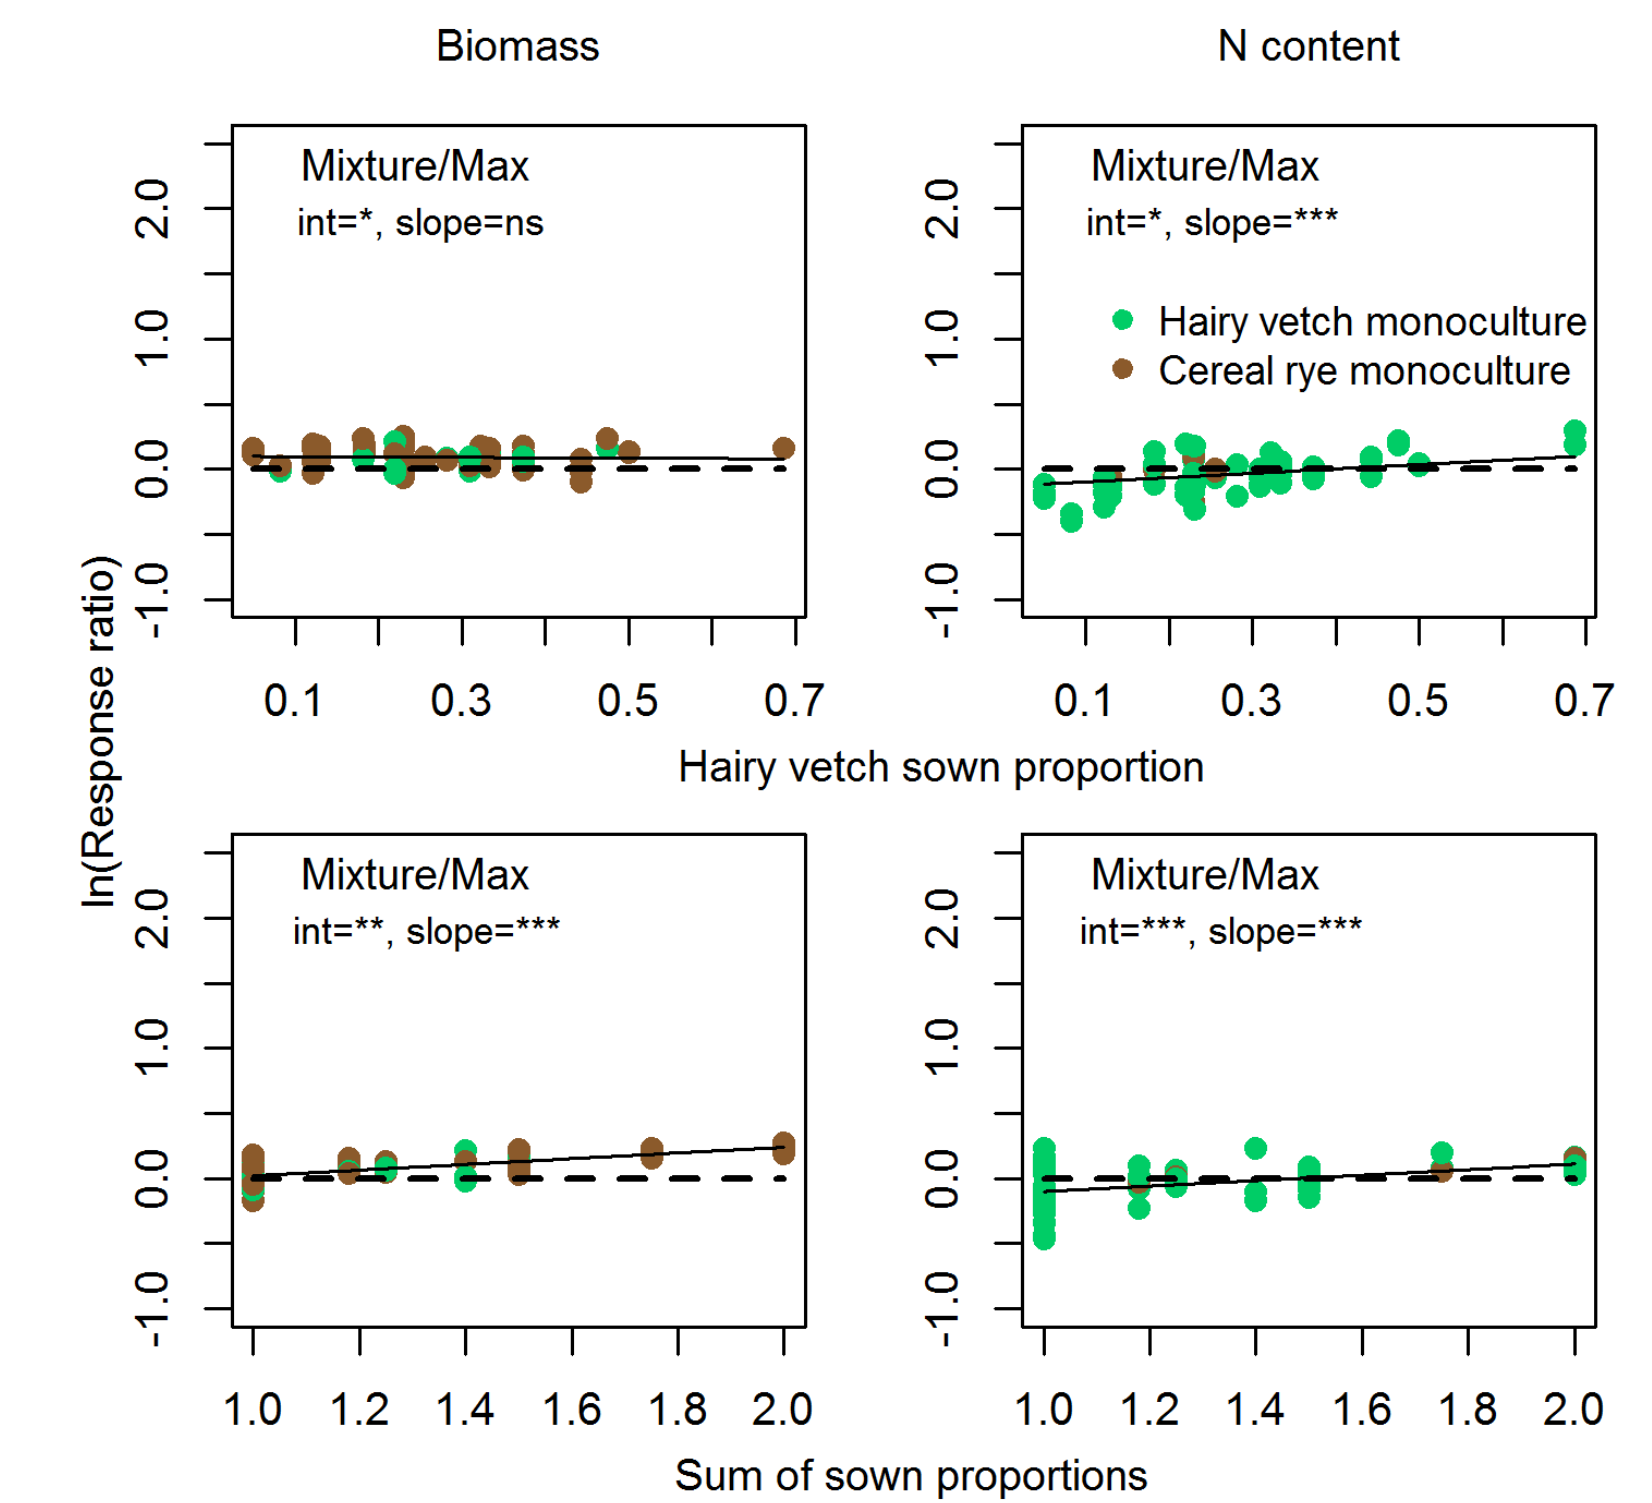 Biomass
N content
Mixture/Max
int=*, slope=ns
2.0
1.0
0.0
-1.0
0.1 0.3 0.5 0.7
Mixture/Max
int=*, slope=***
Hairy vetch monoculture
Cereal rye monoculture
2.0
1.0
0.0
-1.0
0.1 0.3 0.5 0.7
Hairy vetch sown proportion
ln(Response ratio)
Mixture/Max
int=**, slope=***
2.0
1.0
0.0
-1.0
1.0 1.2 1.4 1.6 1.8 2.0
Mixture/Max
int=***, slope=***
2.0
1.0
0.0
-1.0
1.0 1.2 1.4 1.6 1.8 2.0
Sum of sown proportions